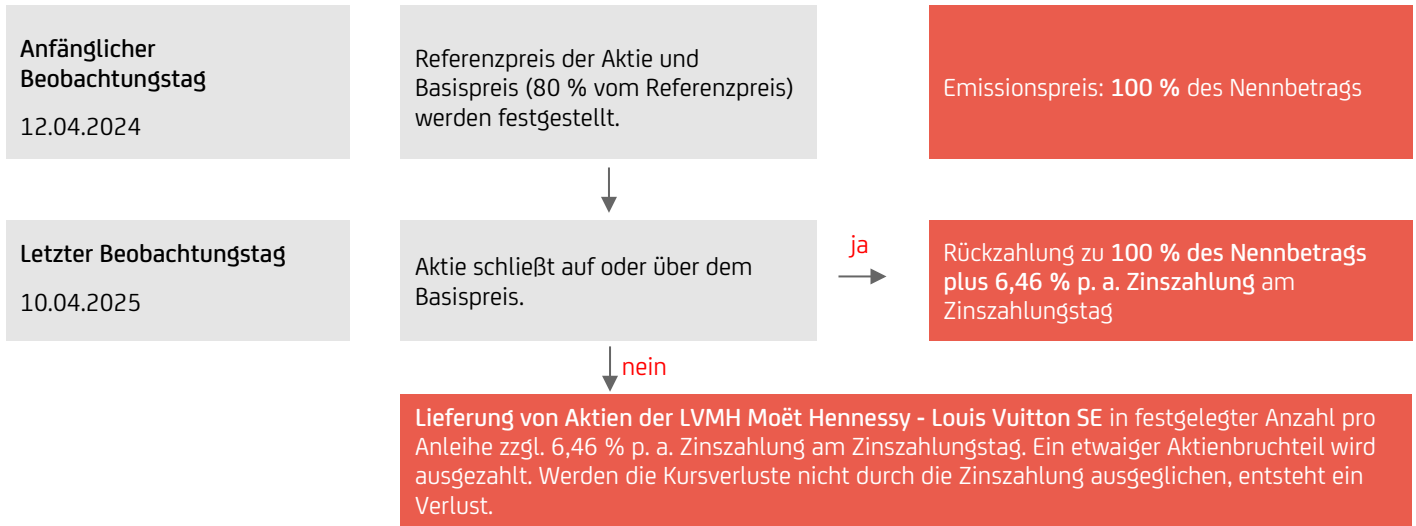 Anfänglicher
Beobachtungstag
12.04.2024
Referenzpreis der Aktie und
Basispreis (80 % vom Referenzpreis)
werden festgestellt.
Emissionspreis: 100 % des Nennbetrags
Letzter Beobachtungstag
10.04.2025
Aktie schließt auf oder über dem
Basispreis.
ja
Rückzahlung zu 100 % des Nennbetrags
plus 6,46 % p. a. Zinszahlung am
Zinszahlungstag
nein
Lieferung von Aktien der LVMH Moët Hennessy - Louis Vuitton SE in festgelegter Anzahl pro
Anleihe zzgl. 6,46 % p. a. Zinszahlung am Zinszahlungstag. Ein etwaiger Aktienbruchteil wird
ausgezahlt. Werden die Kursverluste nicht durch die Zinszahlung ausgeglichen, entsteht ein
Verlust.